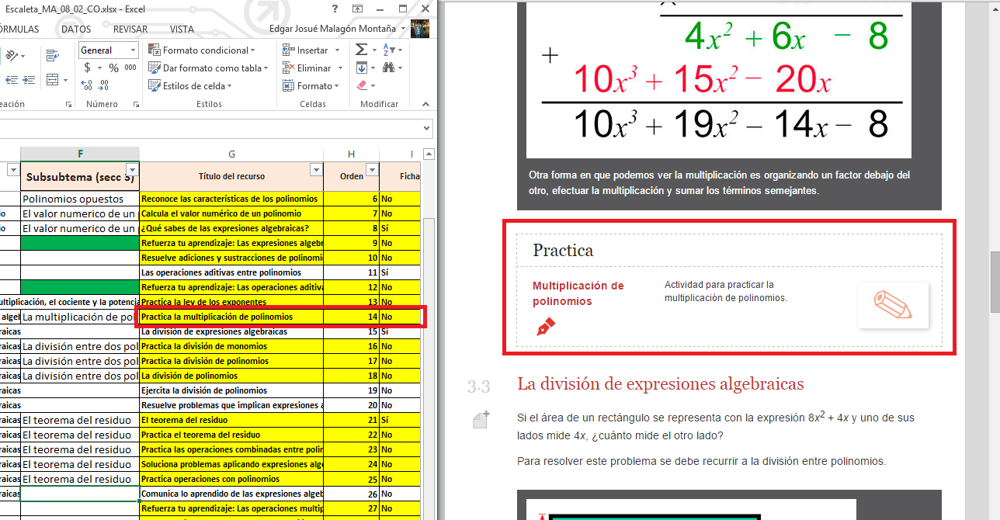 Escaleta_MA_08_02_CO.xlsx - Excel
ÓRMULAS DATOS REVISAR VISTA Edgar Josué Malagón Montaña
General
$ % 000
Número
Formato condicional
Dar formato como tabla
Estilos de celda
Estilos
Insertar
Eliminar
Formato
Celdas
Modificar
F G H I
Subsubtema (secc 3) Título del recurso Orden Ficha
Polinomios opuestos Reconoce las características de los polinomios 6 No
io El valor numerico de un Calcula el valor numérico de un polinomio 7 No
io El valor numerico de un ¿Qué sabes de las expresiones algebraicas? 8 Sí
Refuerza tu aprendizaje: Las expresiones algebr 9 No
Resuelve adiciones y sustracciones de polinomi 10 No
Las operaciones aditivas entre polinomios 11 Sí
Refuerza tu aprendizaje: Las operaciones aditiva 12 No
ultiplicación, el cociente y la potencia Practica la ley de los exponentes 13 No
algeb La multiplicación de pol Practica la multiplicación de polinomios 14 No
raicas La división de expresiones algebraicas 15 Sí
raicas La división entre dos pol Practica la división de monomios 16 No
raicas La división entre dos pol Practica la división de polinomios 17 No
raicas La división entre dos pol La división de polinomios 18 No
raicas Ejercita la división de polinomios 19 No
raicas Resuelve problemas que implican expresiones a 20 No
raicas El teorema del residuo El teorema del residuo 21 Sí
raicas El teorema del residuo Practica el teorema del residuo 22 No
raicas El teorema del residuo Practica las operaciones combinadas entre polin 23 No
raicas El teorema del residuo Soluciona problemas aplicando expresiones alge 24 No
raicas El teorema del residuo Practica operaciones con polinomios 25 No
raicas Comunica lo aprendido de las expresiones algeb 26 No
Refuerza tu aprendizaje: Las operaciones multip 27 No
4x² + 6x − 8
+
10x³ + 15x² − 20x
10x³ + 19x² − 14x − 8
Otra forma en que podemos ver la multiplicación es organizando un factor debajo del
otro, efectuar la multiplicación y sumar los términos semejantes.
Practica
Multiplicación de
polinomios
Actividad para practicar la
multiplicación de polinomios.
3-3 La división de expresiones algebraicas
Si el área de un rectángulo se representa con la expresión 8x² + 4x y uno de sus
lados mide 4x, ¿cuánto mide el otro lado?
Para resolver este problema se debe recurrir a la división entre polinomios.